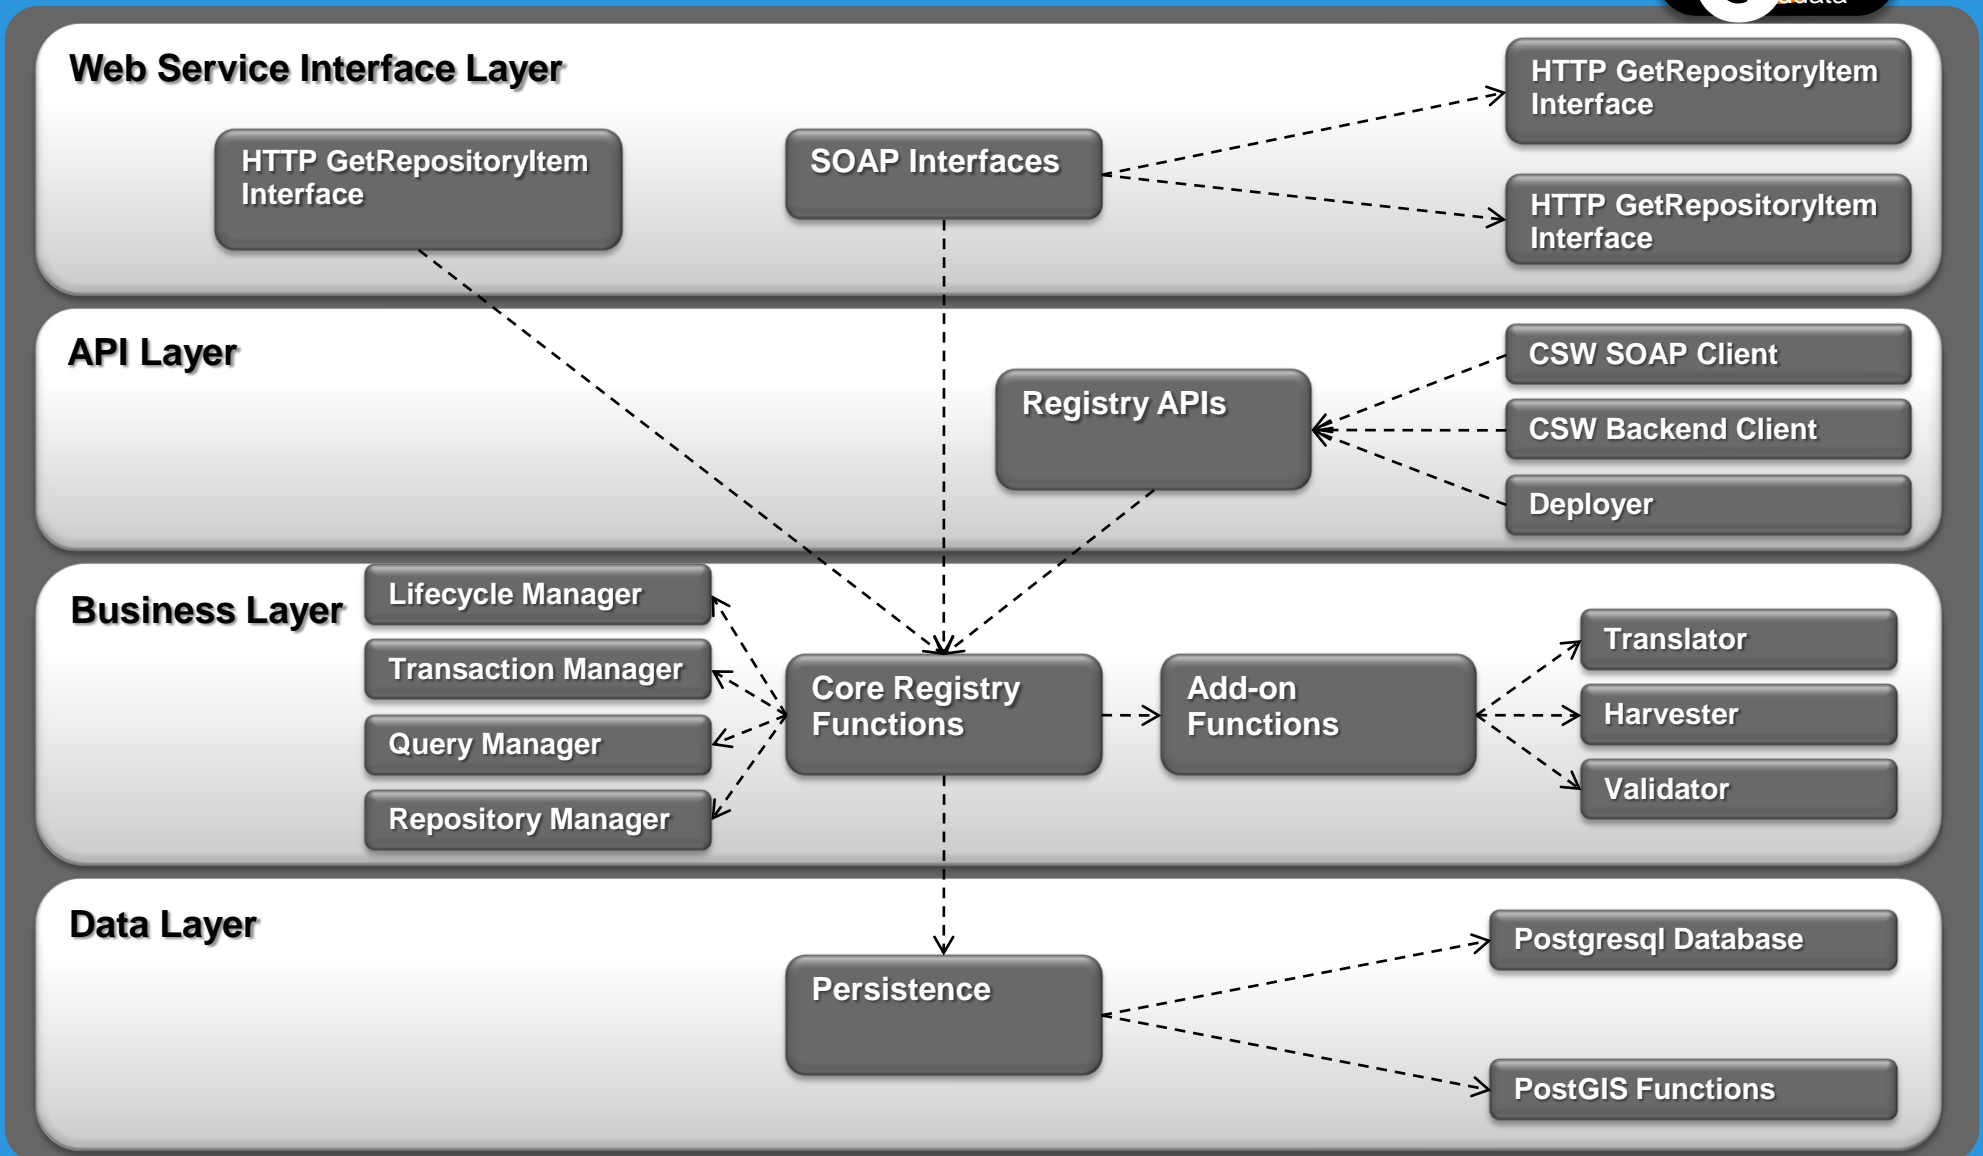 Web Service Interface Layer
HTTP GetRepositoryItem
Interface
SOAP Interfaces
HTTP GetRepositoryItem
Interface
HTTP GetRepositoryItem
Interface
API Layer
Registry APIs
CSW SOAP Client
CSW Backend Client
Deployer
Business Layer
Lifecycle Manager
Transaction Manager
Query Manager
Repository Manager
Core Registry
Functions
Add-on
Functions
Translator
Harvester
Validator
Data Layer
Persistence
Postgresql Database
PostGIS Functions